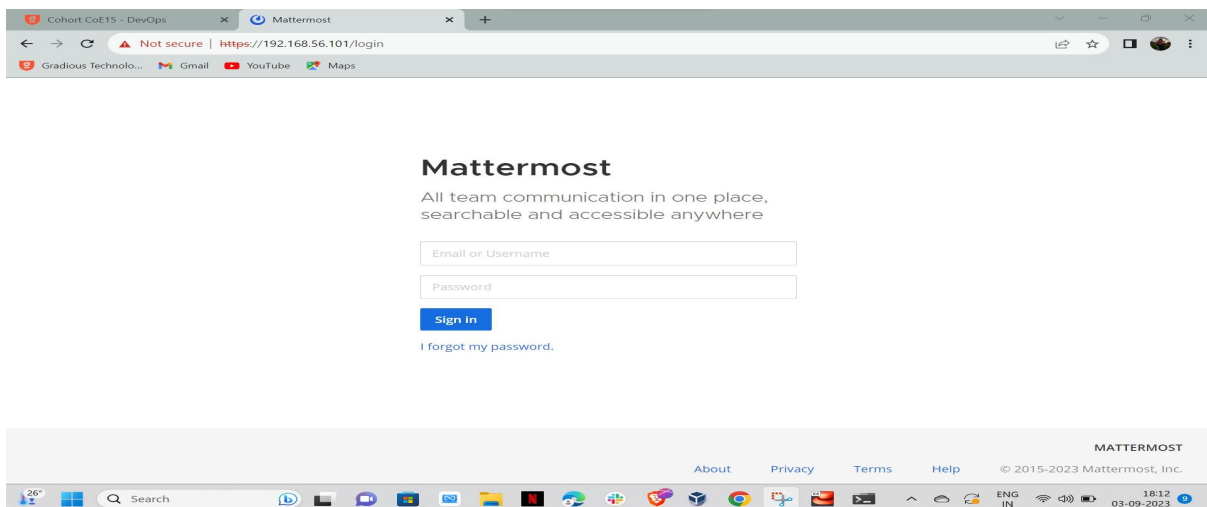 Cohort CoE15 - DevOps Mattermost
Not secure https://192.168.56.101/login
Gradious Technolo... Gmail YouTube Maps
Mattermost
All team communication in one place,
searchable and accessible anywhere
Email or Username
Password
Sign in
I forgot my password.
MATTERMOST
About Privacy Terms Help © 2015-2023 Mattermost, Inc.
26° Search ENG 18:12
IN 03-09-2023 9